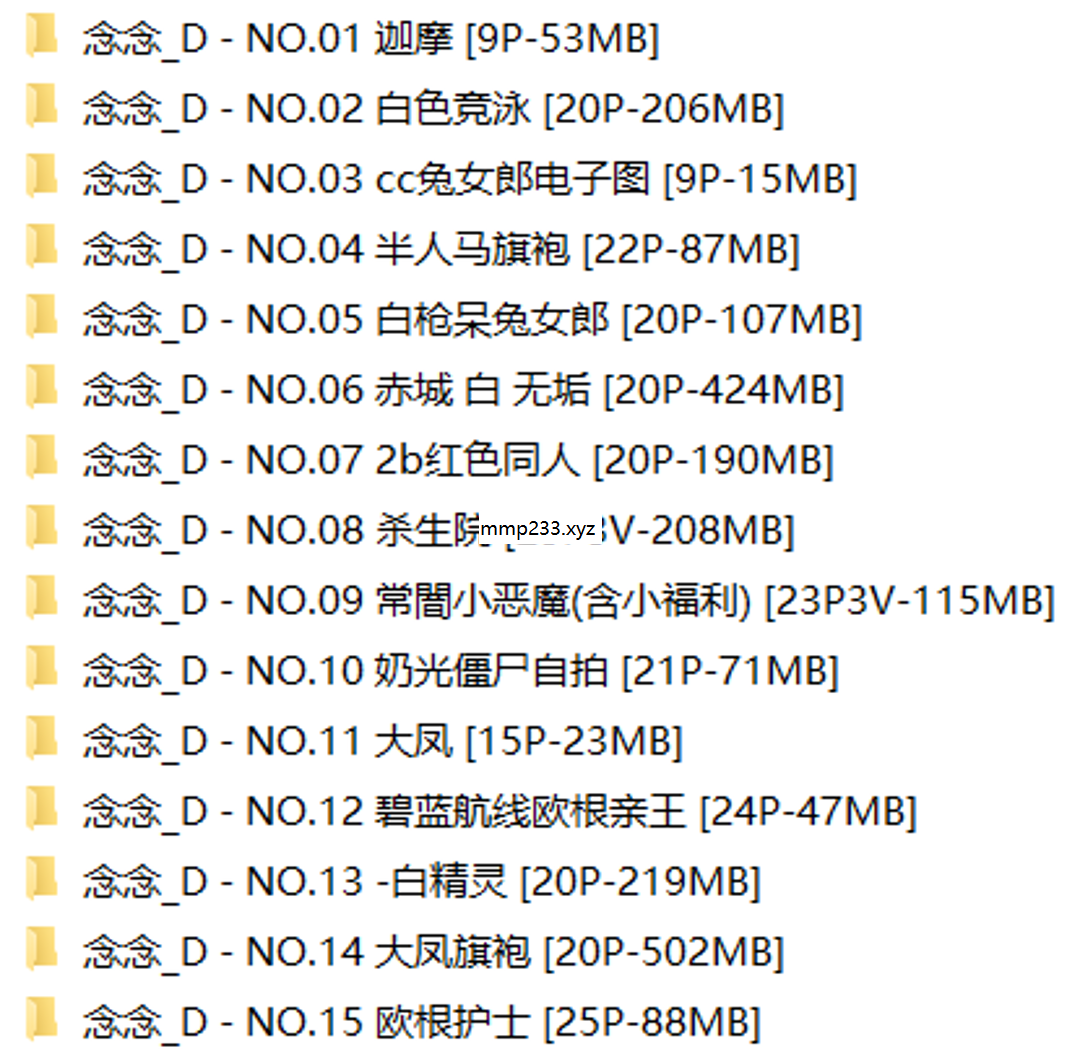 念念_D - NO.01 迦摩 [9P-53MB]
念念_D - NO.02 白色竞泳 [20P-206MB]
念念_D - NO.03 cc兔女郎电子图 [9P-15MB]
念念_D - NO.04 半人马旗袍 [22P-87MB]
念念_D - NO.05 白枪呆兔女郎 [20P-107MB]
念念_D - NO.06 赤城 白 无垢 [20P-424MB]
念念_D - NO.07 2b红色同人 [20P-190MB]
念念_D - NO.08 杀生院 mmp233.xyz V-208MB]
念念_D - NO.09 常闇小恶魔(含小福利) [23P3V-115MB]
念念_D - NO.10 奶光僵尸自拍 [21P-71MB]
念念_D - NO.11 大凤 [15P-23MB]
念念_D - NO.12 碧蓝航线欧根亲王 [24P-47MB]
念念_D - NO.13 -白精灵 [20P-219MB]
念念_D - NO.14 大凤旗袍 [20P-502MB]
念念_D - NO.15 欧根护士 [25P-88MB]